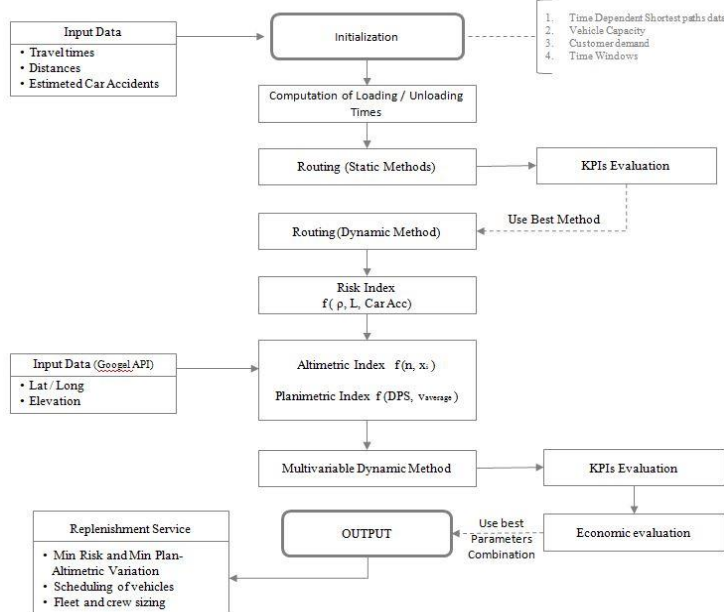 Input Data
• Travel times
• Distances
• Estimeted Car Accidents
Initialization
1. Time Dependent Shortest paths data
2. Vehicle Capacity
3. Customer demand
4. Time Windows
Computation of Loading / Unloading
Times
Routing (Static Methods)
KPIs Evaluation
Use Best Method
Routing (Dynamic Method)
Risk Index
f( ρ, L, Car Acc)
Input Data (Googel API)
• Lat / Long
• Elevation
Altimetric Index f(n, xᵢ )
Planimetric Index f (DPS, vaverage )
Multivariable Dynamic Method
KPIs Evaluation
Economic evaluation
Use best
Parameters
Combination
OUTPUT
Replenishment Service
• Min Risk and Min Plan-
Altimetric Variation
• Scheduling of vehicles
• Fleet and crew sizing